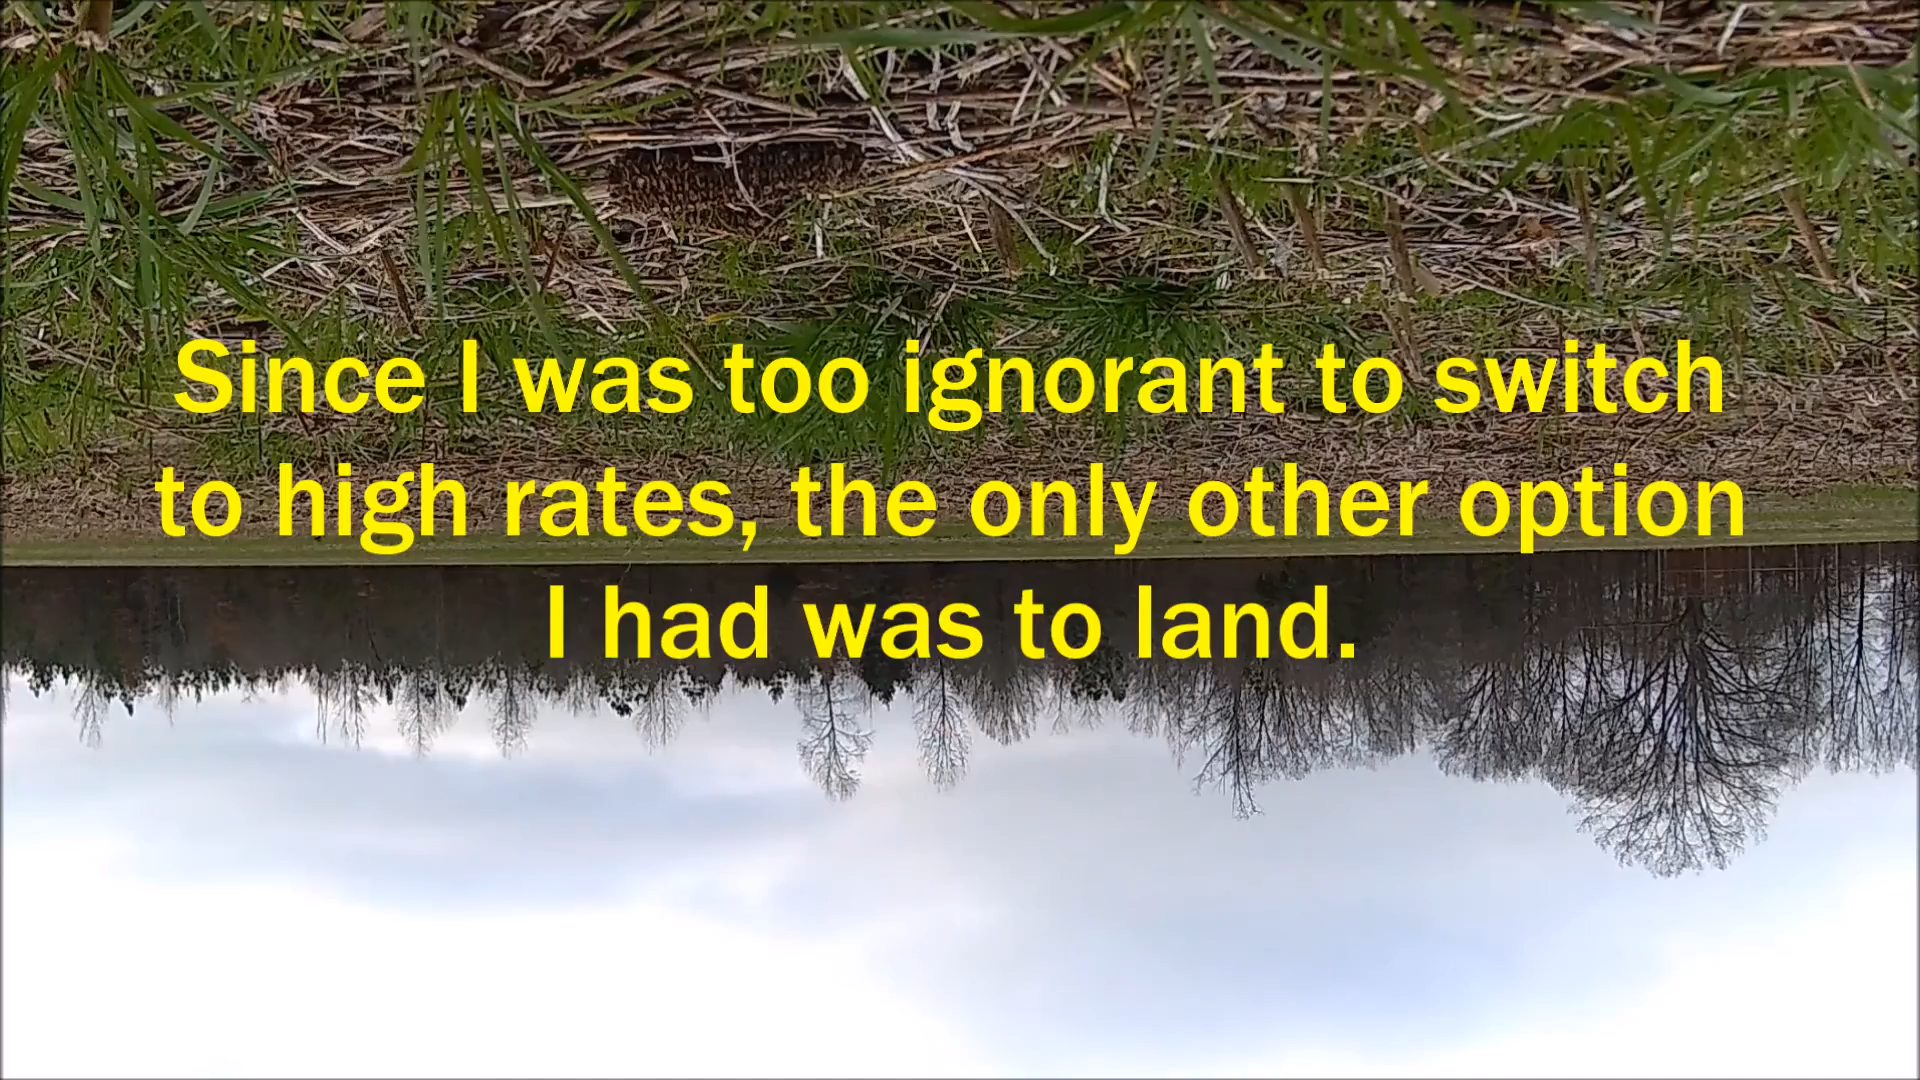 Since I was too ignorant to switch
to high rates, the only other option
I had was to land.